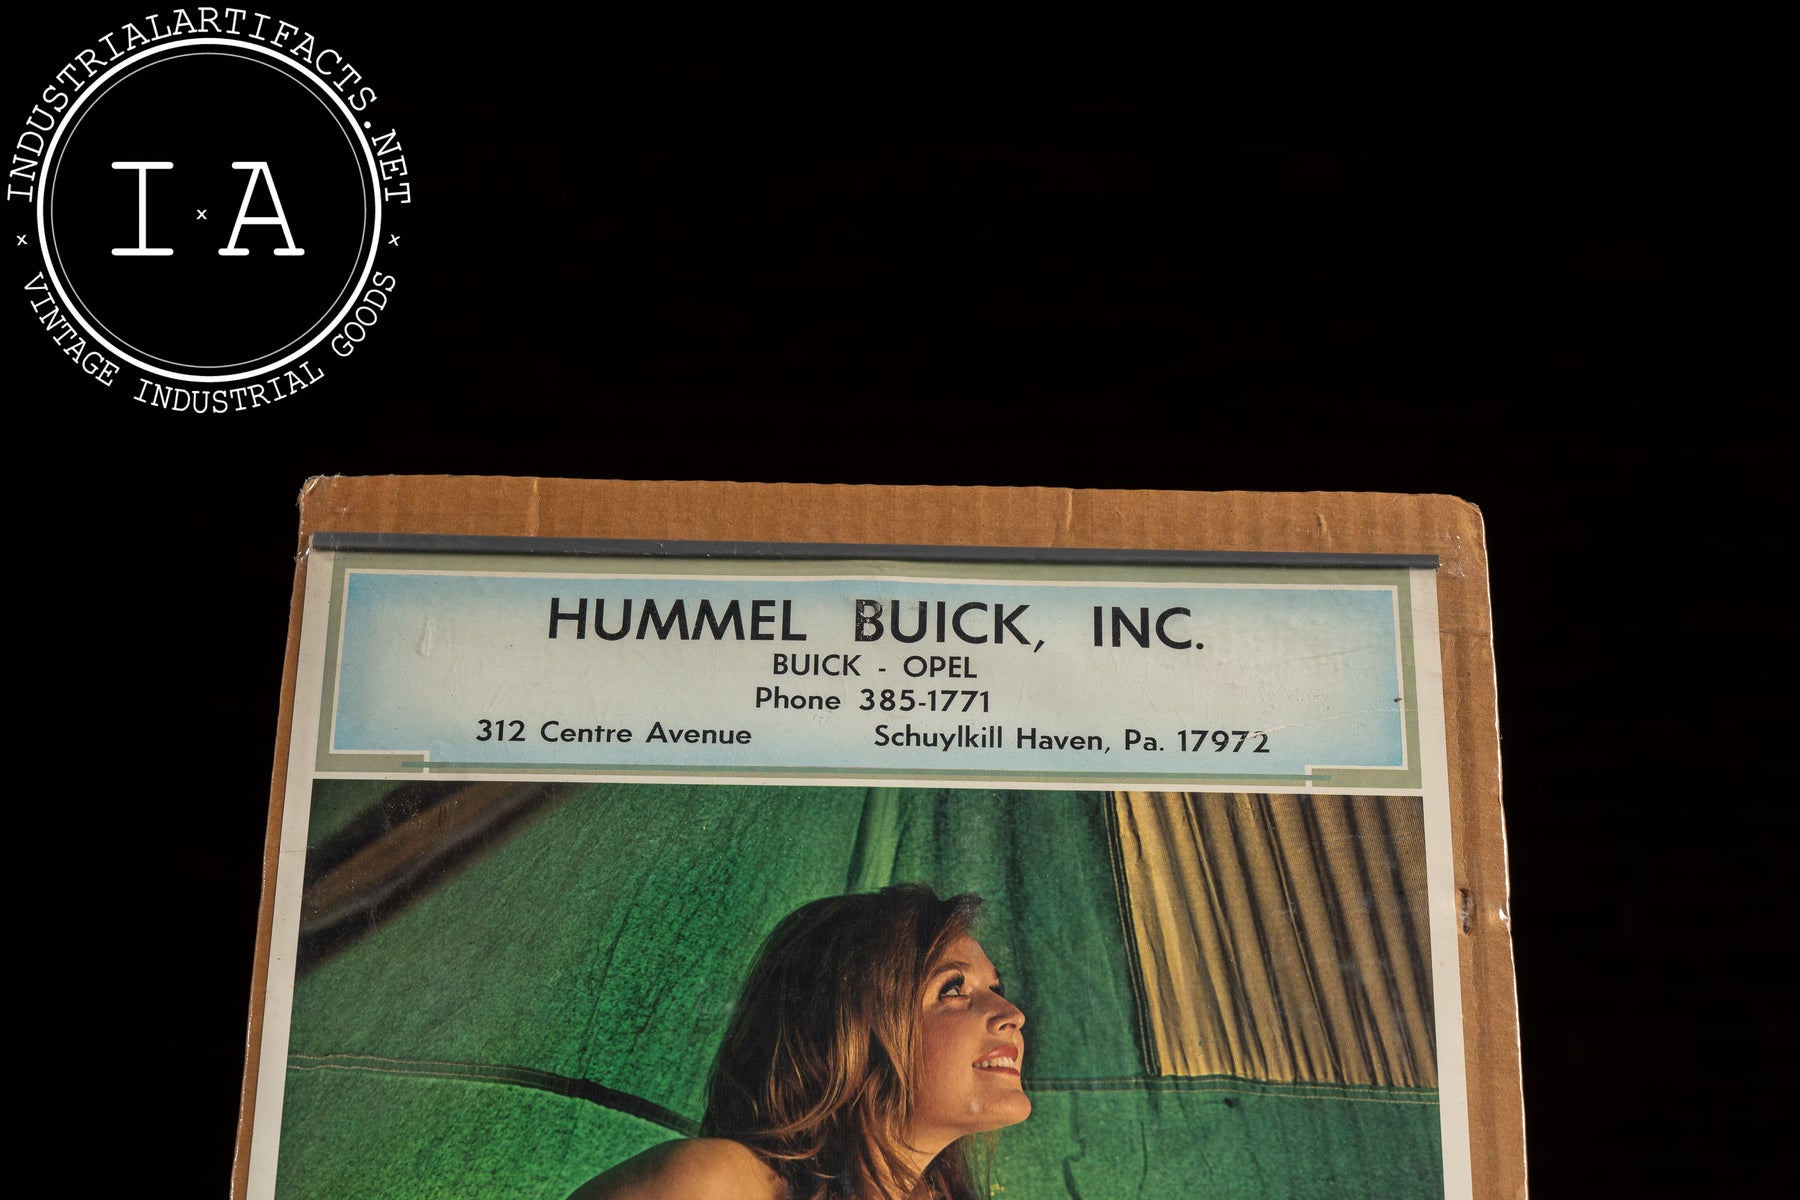 INDUSTRIALARTIFACTS.NET
I x A
x x
VINTAGE INDUSTRIAL GOODS
HUMMEL BUICK, INC.
BUICK - OPEL
Phone 385-1771
312 Centre Avenue Schuylkill Haven, Pa. 17972